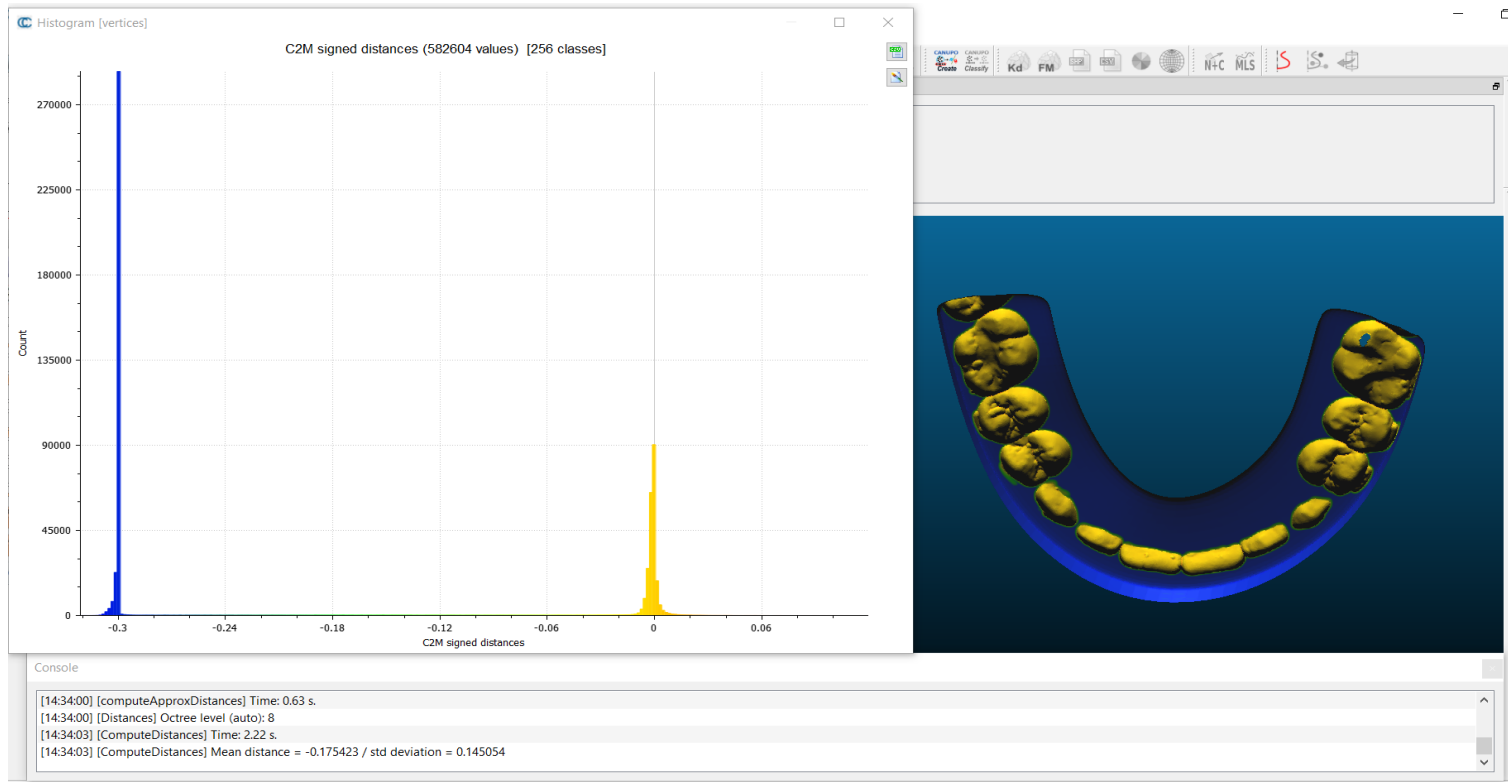 Histogram [vertices]
C2M signed distances (582604 values) [256 classes]
270000
225000
180000
135000
90000
45000
0
Count
-0.3
-0.24
-0.18
-0.12
-0.06
0
0.06
C2M signed distances
CANUPO
Create
CANUPO
Classify
Kd
FM
N+C
MLS
Console
[14:34:00] [computeApproxDistances] Time: 0.63 s.
[14:34:00] [Distances] Octree level (auto): 8
[14:34:03] [ComputeDistances] Time: 2.22 s.
[14:34:03] [ComputeDistances] Mean distance = -0.175423 / std deviation = 0.145054